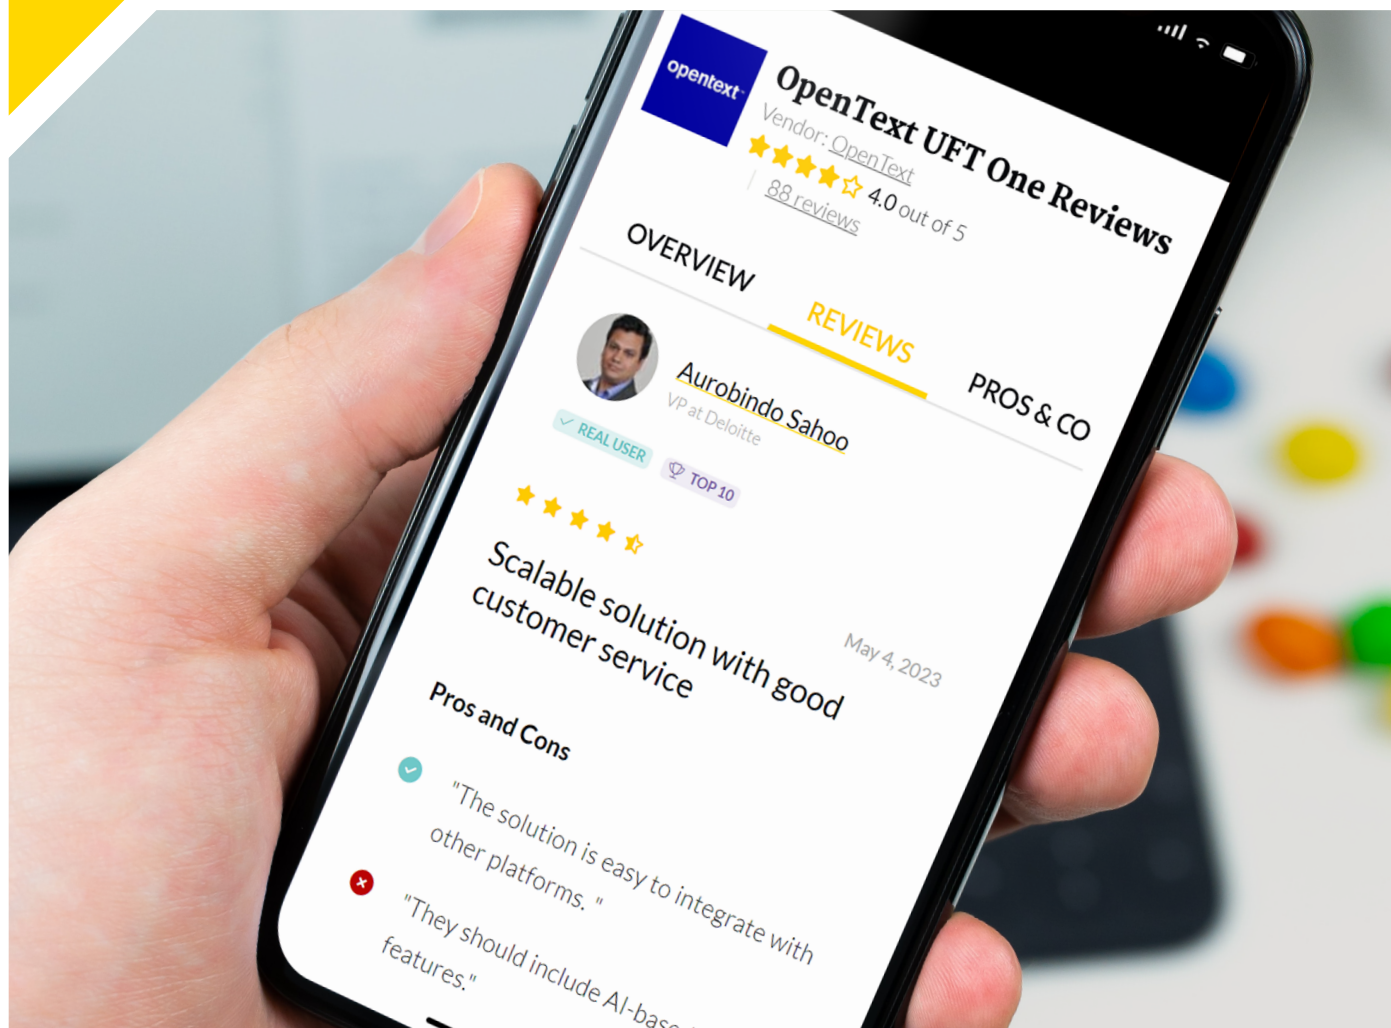 opentext™
OpenText UFT One Reviews
Vendor: OpenText
4.0 out of 5
88 reviews
OVERVIEW
REVIEWS
PROS & CO
Aurobindo Sahoo
VP at Deloitte
REAL USER
TOP 10
Scalable solution with good
customer service
May 4, 2023
Pros and Cons
"The solution is easy to integrate with
other platforms. "
"They should include AI-base
features."